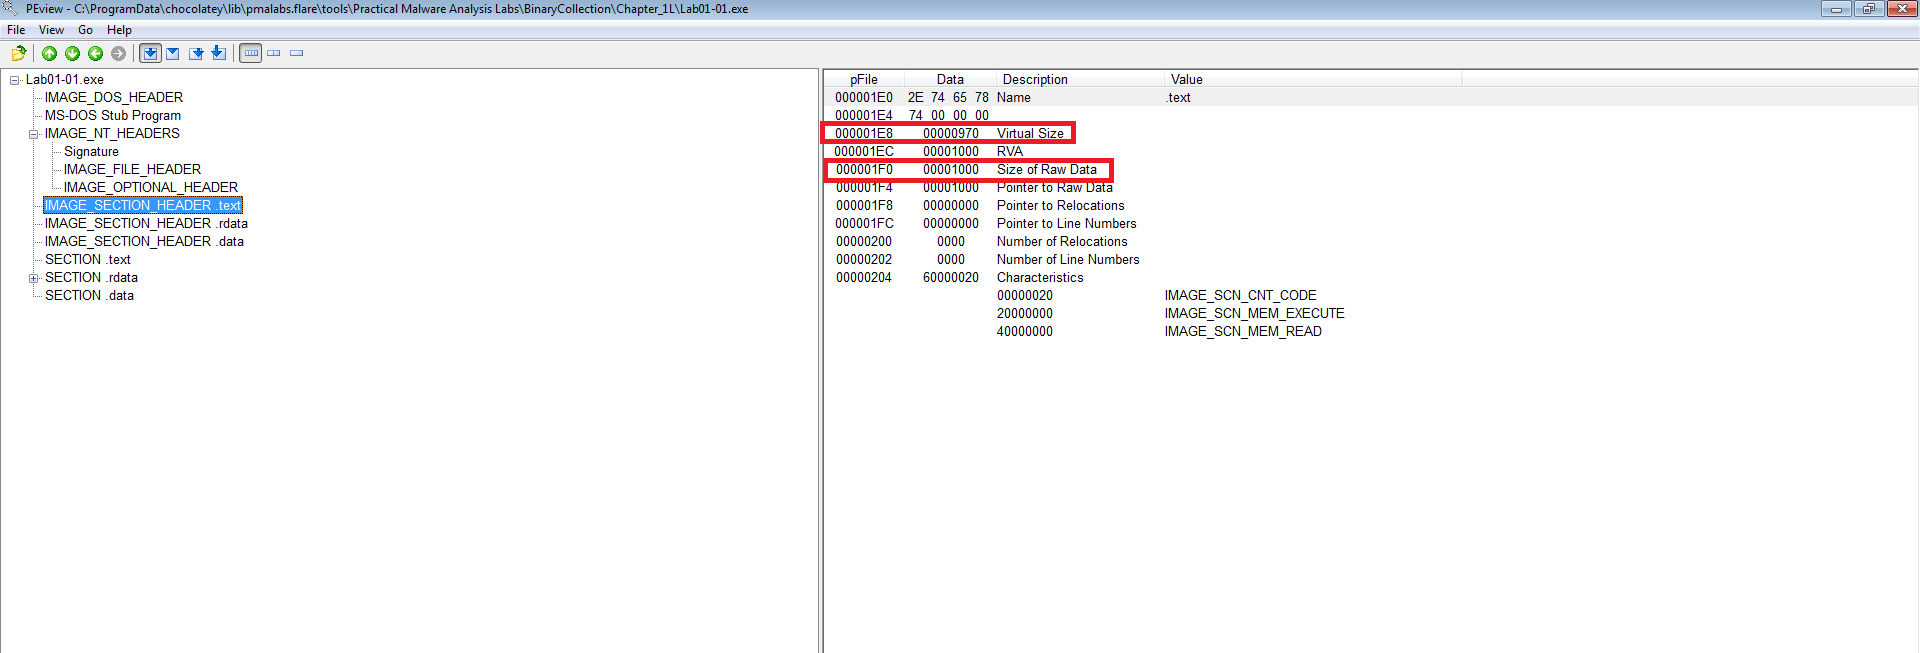 PEview - C:\ProgramData\chocolatey\lib\pmalabs.flare\tools\Practical Malware Analysis Labs\BinaryCollection\Chapter_1L\Lab01-01.exe
File View Go Help
Lab01-01.exe
IMAGE_DOS_HEADER
MS-DOS Stub Program
IMAGE_NT_HEADERS
Signature
IMAGE_FILE_HEADER
IMAGE_OPTIONAL_HEADER
IMAGE_SECTION_HEADER .text
IMAGE_SECTION_HEADER .rdata
IMAGE_SECTION_HEADER .data
SECTION .text
SECTION .rdata
SECTION .data
pFile Data Description Value
000001E0 2E 74 65 78 Name .text
000001E4 74 00 00 00
000001E8 00000970 Virtual Size
000001EC 00001000 RVA
000001F0 00001000 Size of Raw Data
000001F4 00001000 Pointer to Raw Data
000001F8 00000000 Pointer to Relocations
000001FC 00000000 Pointer to Line Numbers
00000200 0000 Number of Relocations
00000202 0000 Number of Line Numbers
00000204 60000020 Characteristics
00000020 IMAGE_SCN_CNT_CODE
20000000 IMAGE_SCN_MEM_EXECUTE
40000000 IMAGE_SCN_MEM_READ